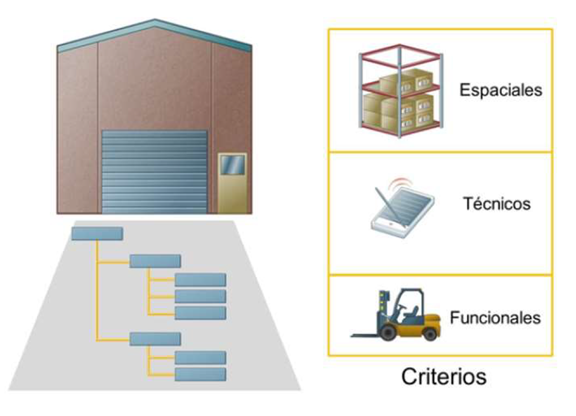 Espaciales
Técnicos
Funcionales
Criterios